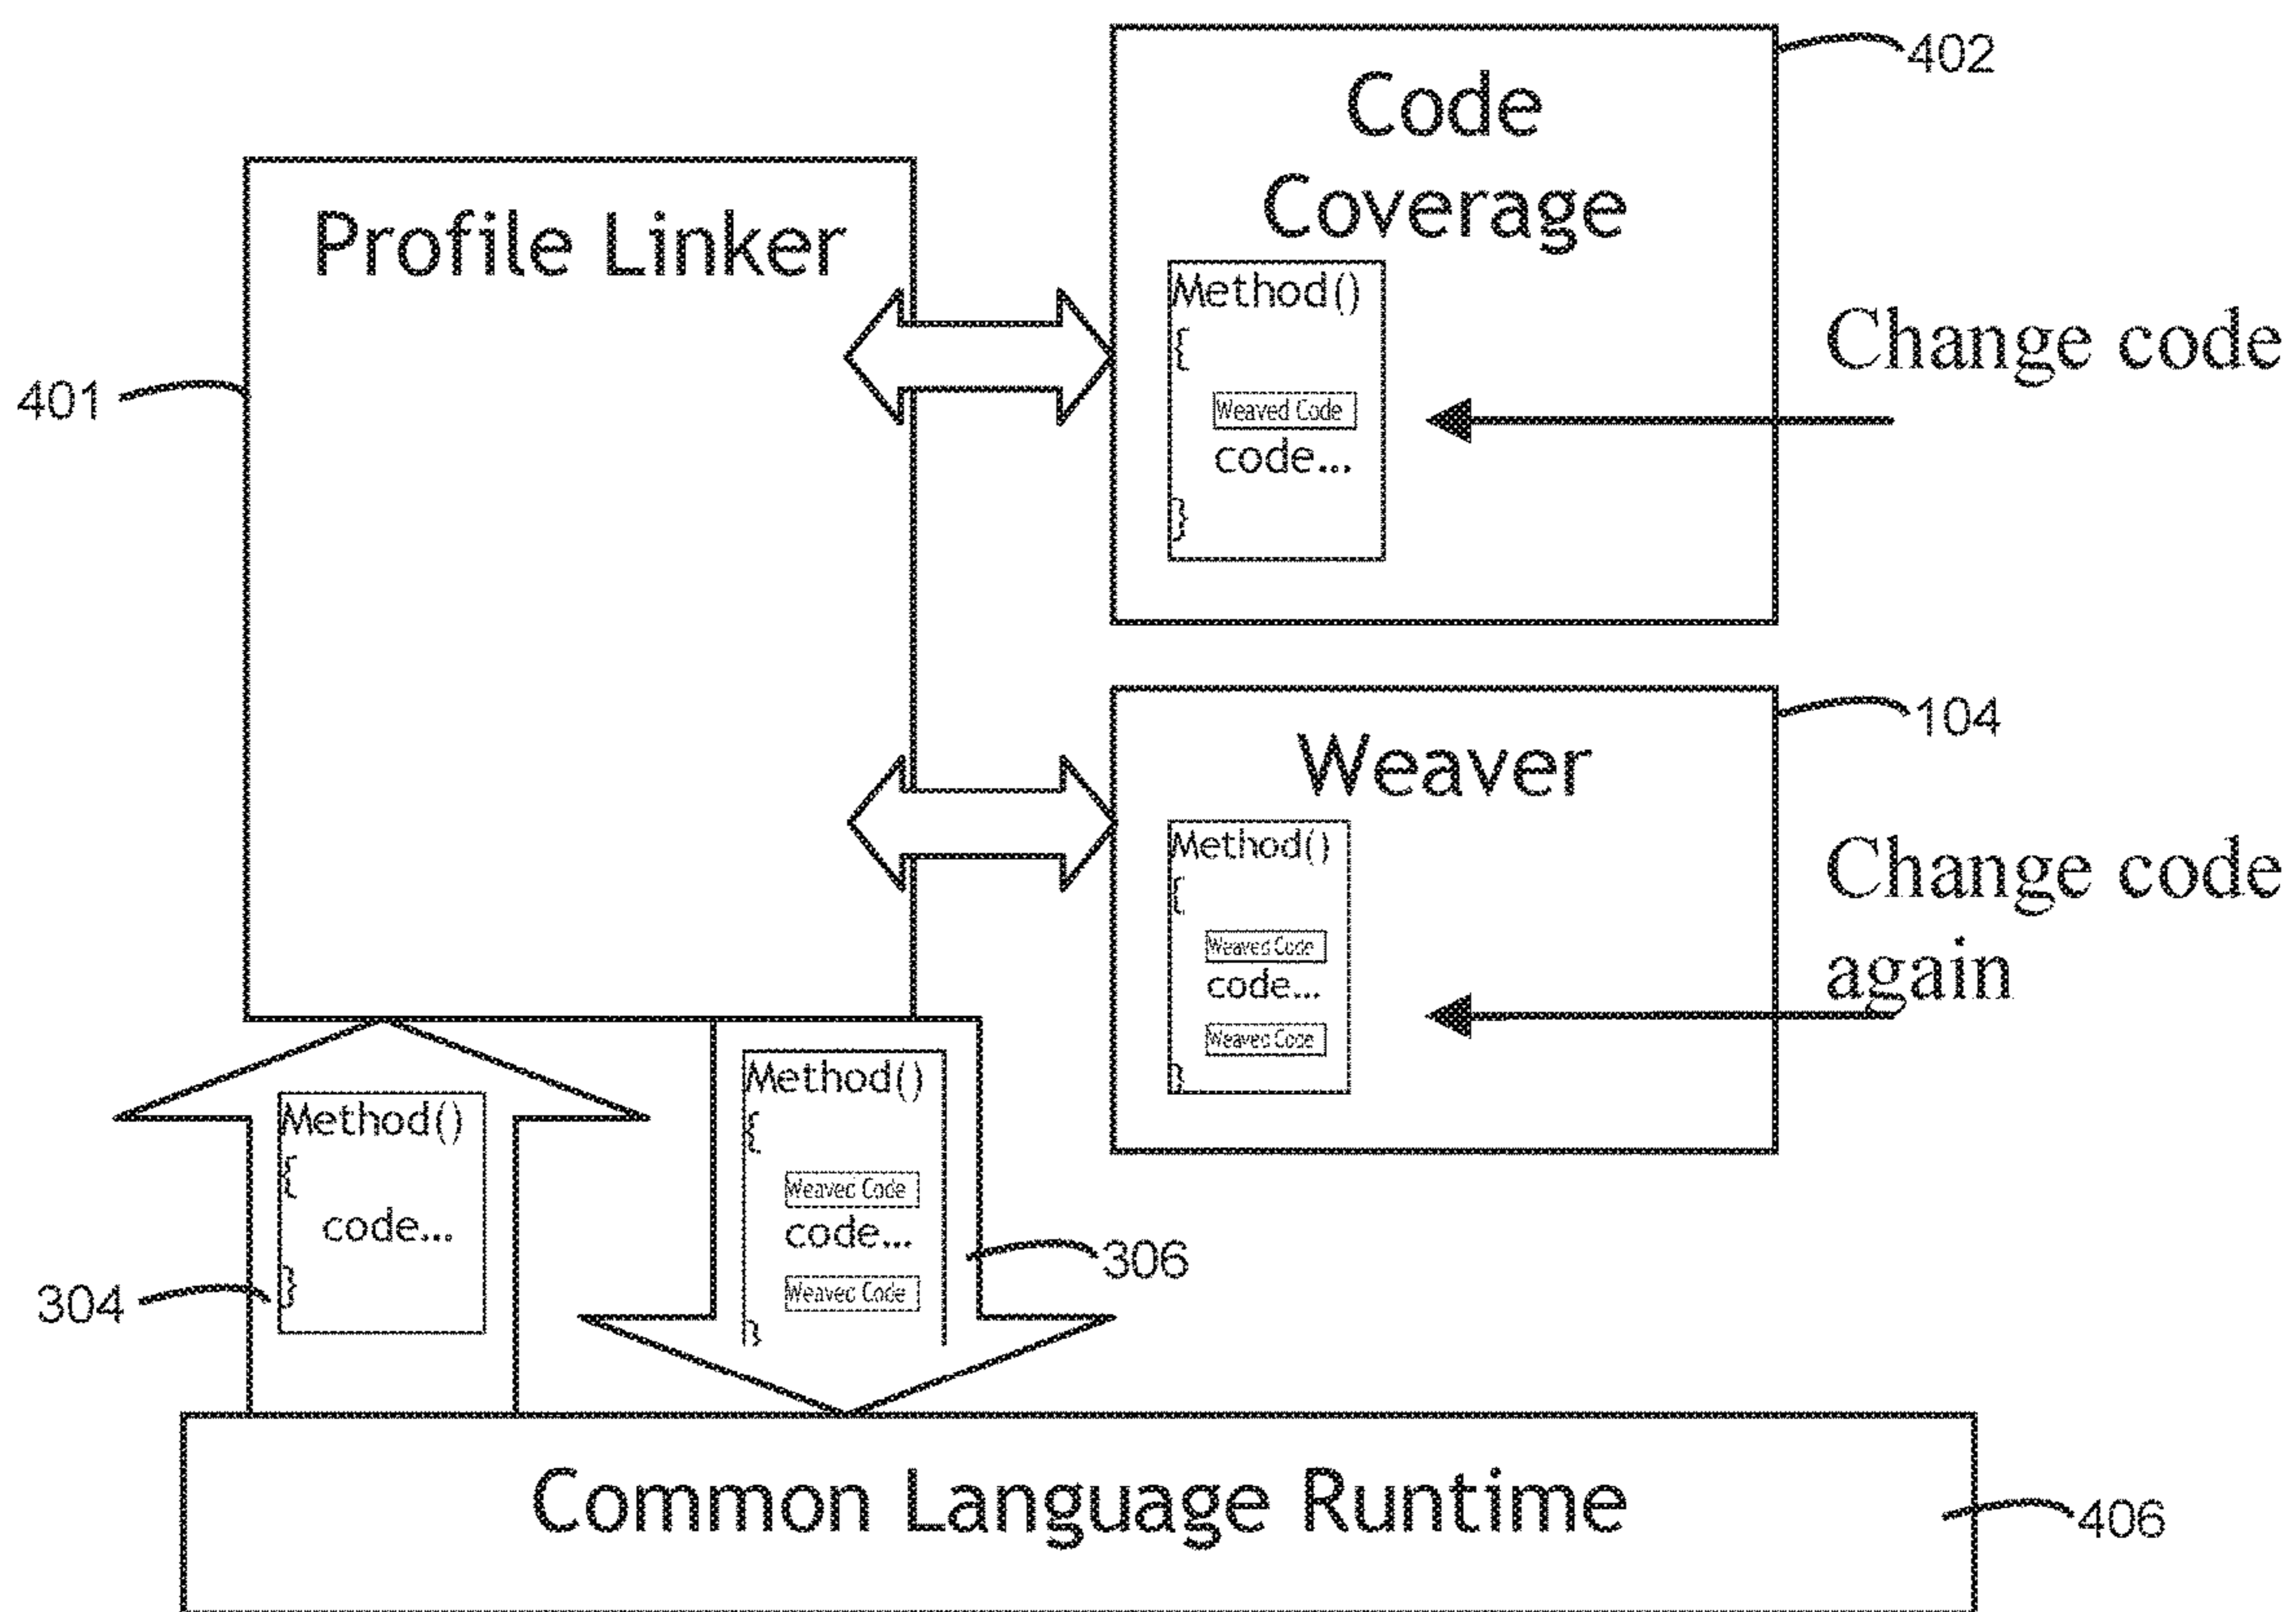 402
Code
Coverage
Method()
{
Weaved Code
code...
}
Change code
Profile Linker
401
104
Weaver
Method()
{
Weaved Code
code...
Weaved Code
}
Change code
again
Method()
{
code...
}
304
Method()
{
Weaved Code
code...
Weaved Code
}
306
Common Language Runtime
406